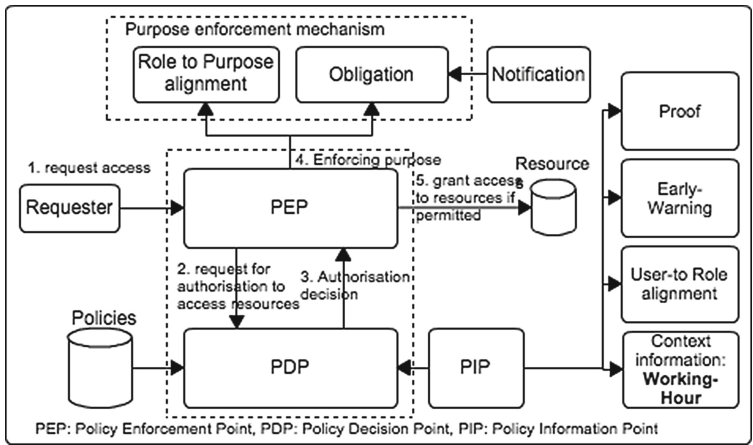 Purpose enforcement mechanism
Role to Purpose
alignment
Obligation
Notification
Proof
1. request access
4. Enforcing purpose
Resource
s
5. grant access
to resources if
permitted
Early-
Warning
Requester
PEP
2. request for
authorisation to
access resources
3. Authorisation
decision
User-to Role
alignment
Policies
PDP
PIP
Context
information:
Working-
Hour
PEP: Policy Enforcement Point, PDP: Policy Decision Point, PIP: Policy Information Point